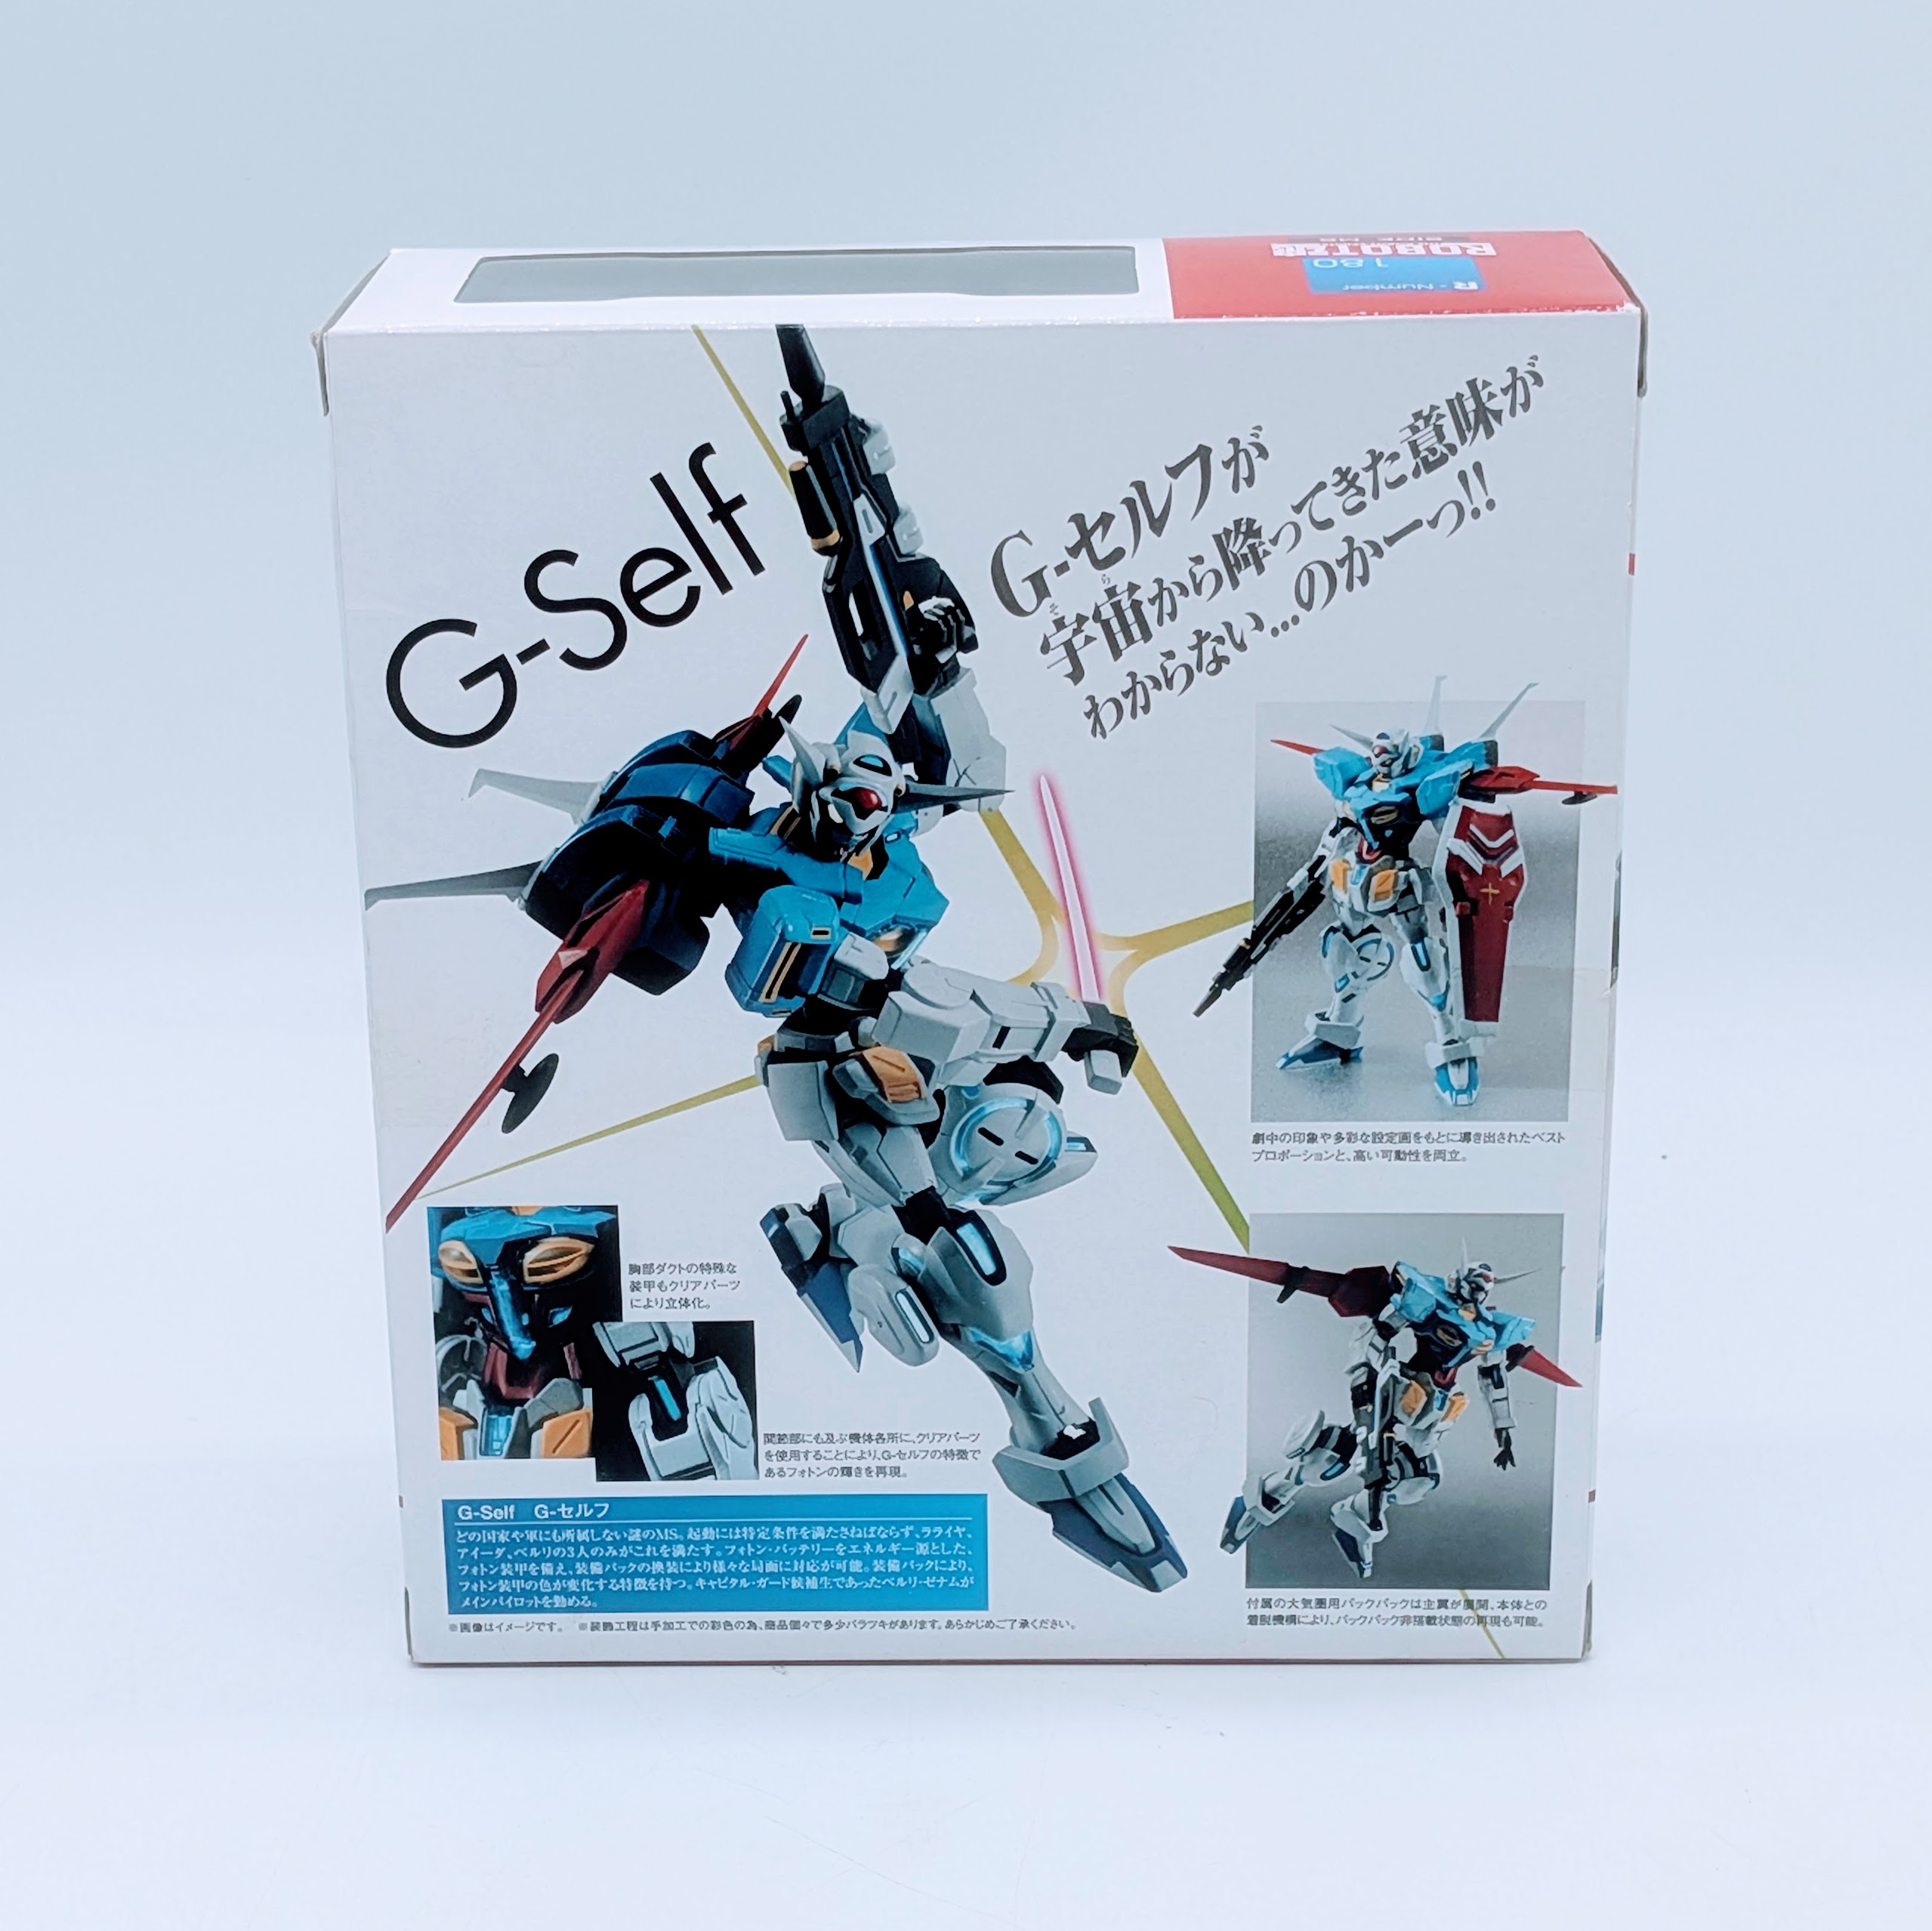 SIDE MS
ROBOT魂
180
R-Number
G-Self
G-セルフが
宇宙から降ってきた意味が
そら
わからない…のかーっ!!
劇中の印象や多彩な設定画をもとに導き出されたベスト
プロポーションと、高い可動性を両立。
胸部ダクトの特殊な
装甲もクリアパーツ
により立体化。
関節部にも及ぶ機体各所に、クリアパーツ
を使用することにより、G-セルフの特徴で
あるフォトンの輝きを再現。
G-Self G-セルフ
どの国家や軍にも所属しない謎のMS。起動には特定条件を満たさねばならず、ラライヤ、
アイーダ、ベルリの3人のみがこれを満たす。フォトン・バッテリーをエネルギー源とした、
フォトン装甲を備え、装備パックの換装により様々な局面に対応が可能。装備パックにより、
フォトン装甲の色が変化する特徴を持つ。キャピタル・ガード候補生であったベルリ・ゼナムが
メインパイロットを勤める。
付属の大気圏用パックパックは主翼が展開、本体との
着脱機構により、バックパック非搭載状態の再現も可能。
※画像はイメージです。 ※装飾工程は手加工での彩色の為、商品個々で多少バラツキがあります。あらかじめご了承ください。